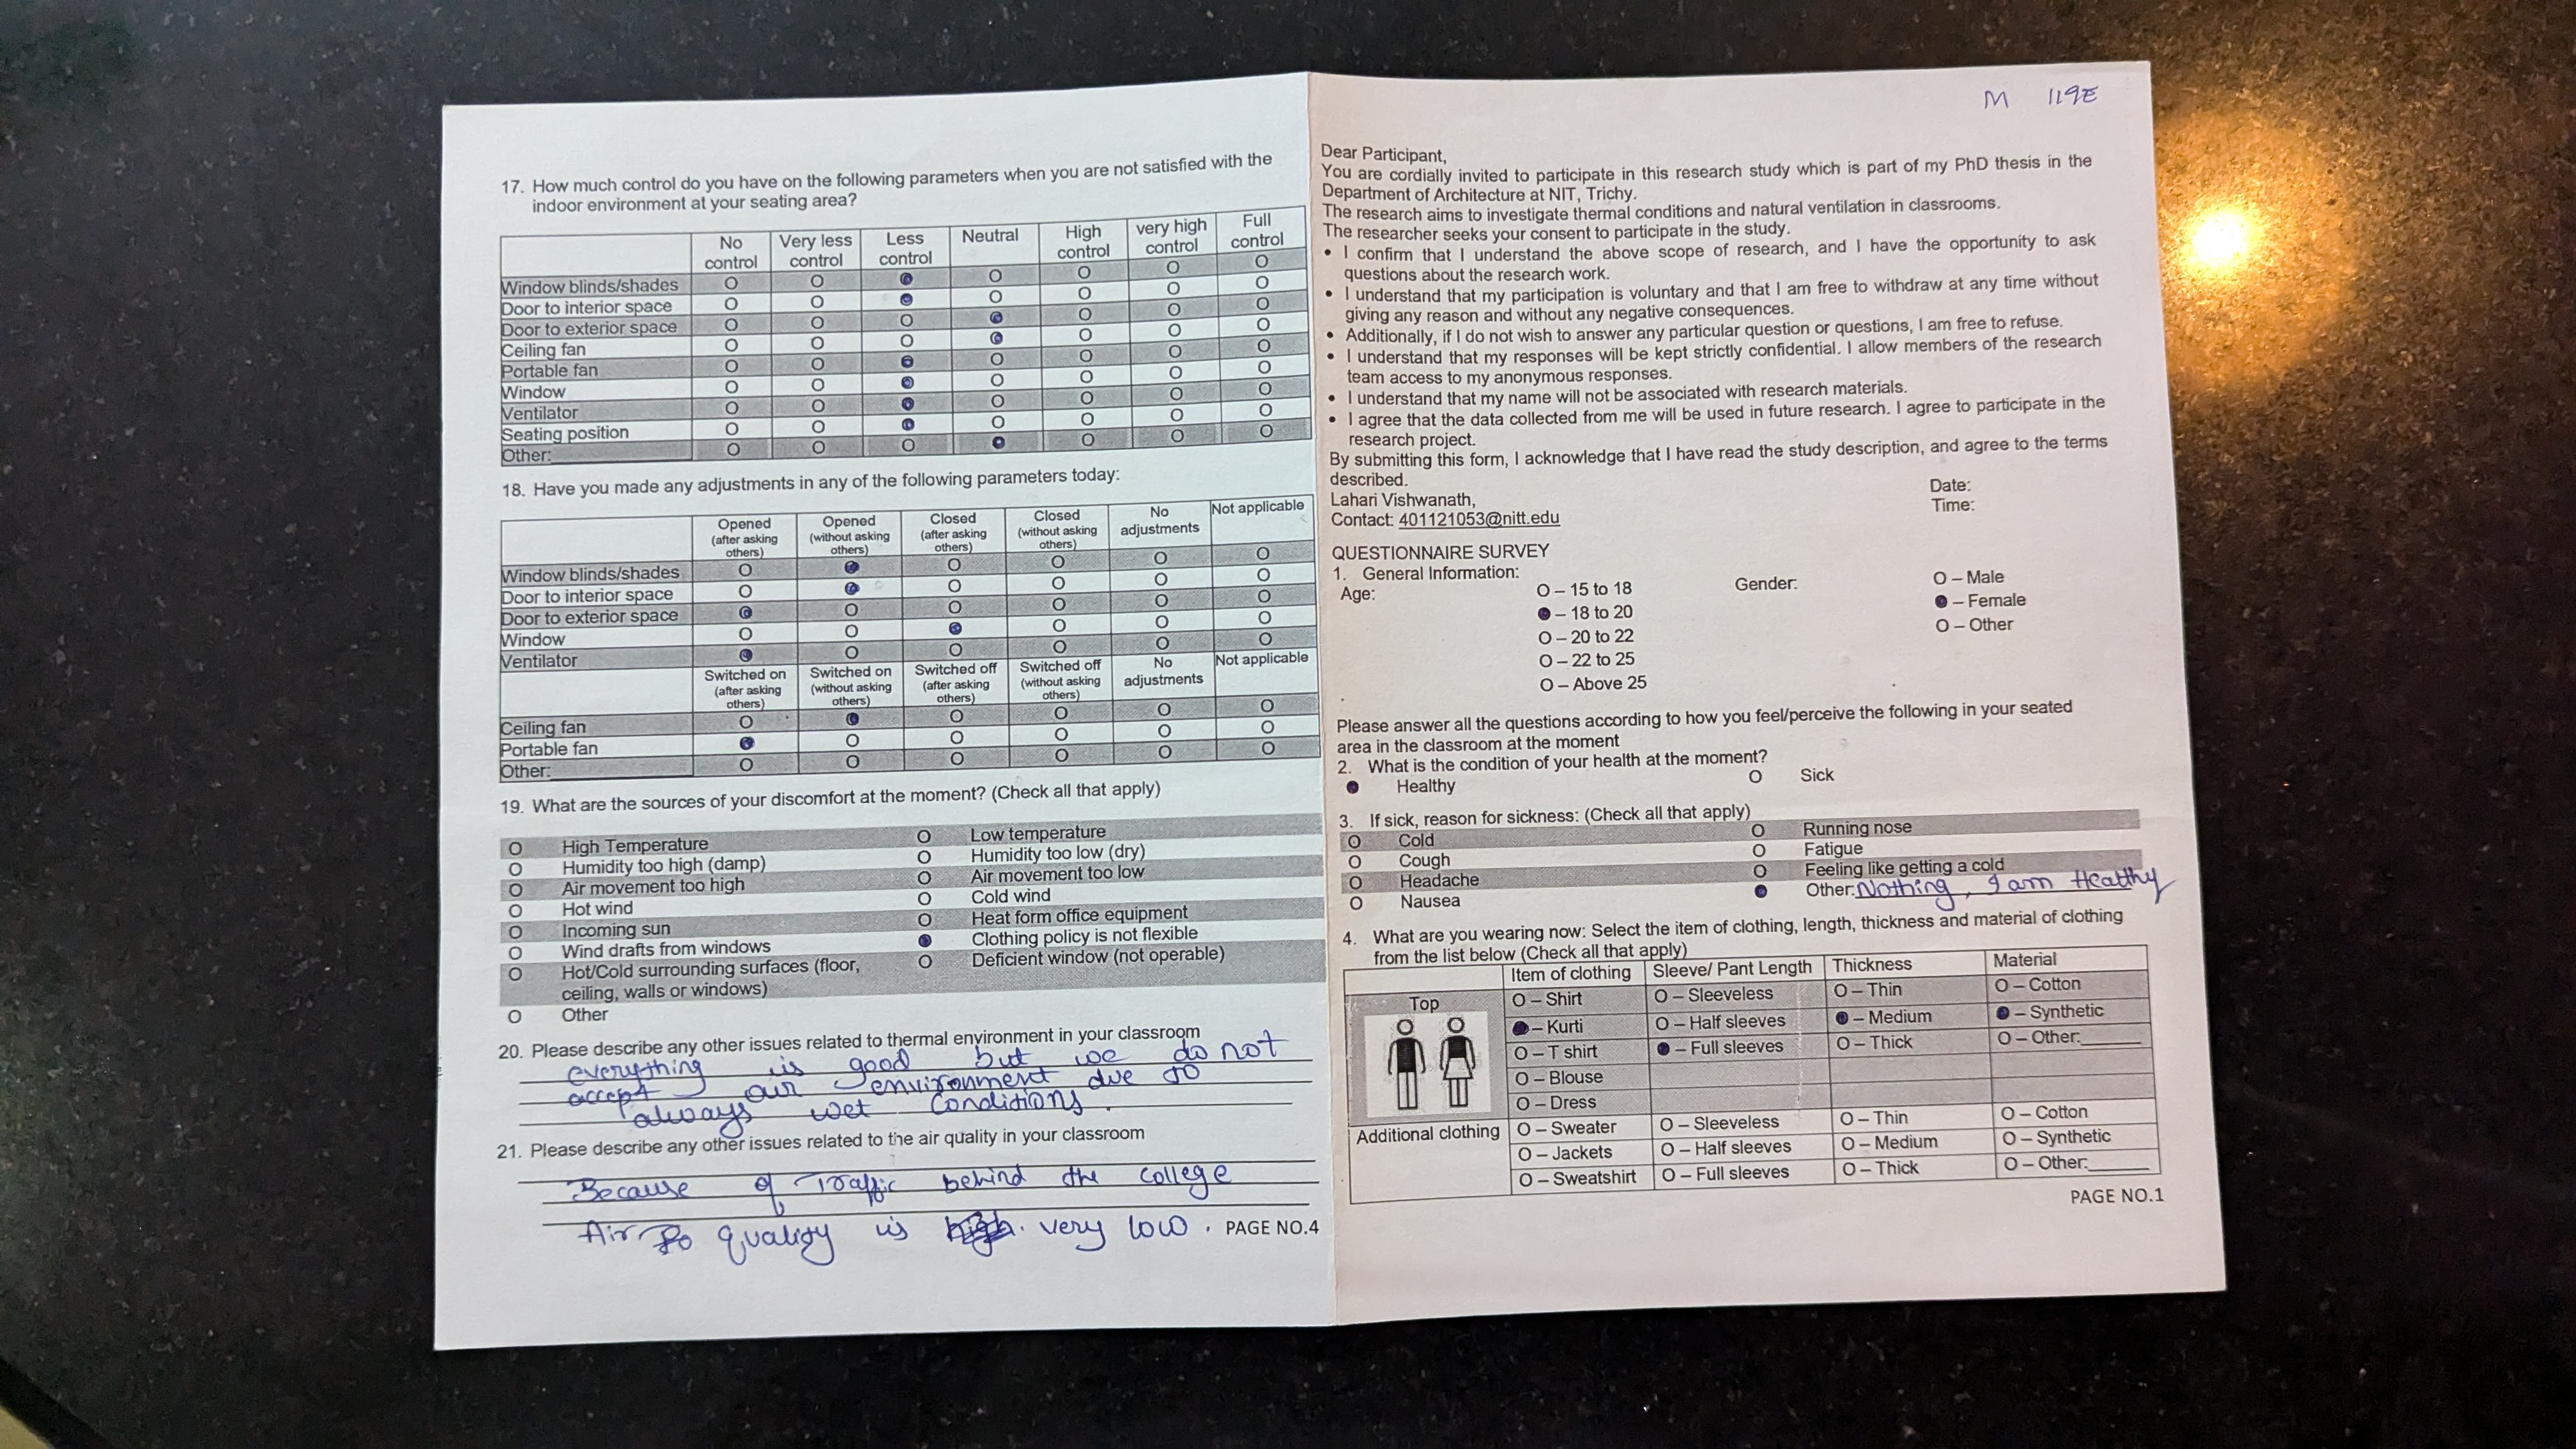 17. How much control do you have on the following parameters when you are not satisfied with the
indoor environment at your seating area?
No control Very less control Less control Neutral High control very high control Full control
Window blinds/shades O O O O O O O
Door to interior space O O O O O O O
Door to exterior space O O O O O O O
Ceiling fan O O O O O O O
Portable fan O O O O O O O
Window O O O O O O O
Ventilator O O O O O O O
Seating position O O O O O O O
Other: O O O O O O O
18. Have you made any adjustments in any of the following parameters today:
Opened (after asking others) Opened (without asking others) Closed (after asking others) Closed (without asking others) No adjustments Not applicable
Window blinds/shades O O O O O O
Door to interior space O O O O O O
Door to exterior space O O O O O O
Window O O O O O O
Ventilator O O O O O O
Switched on (after asking others) Switched on (without asking others) Switched off (after asking others) Switched off (without asking others) No adjustments Not applicable
Ceiling fan O O O O O O
Portable fan O O O O O O
Other: O O O O O O
19. What are the sources of your discomfort at the moment? (Check all that apply)
O High Temperature O Low temperature
O Humidity too high (damp) O Humidity too low (dry)
O Air movement too high O Air movement too low
O Hot wind O Cold wind
O Incoming sun O Heat form office equipment
O Wind drafts from windows O Clothing policy is not flexible
O Hot/Cold surrounding surfaces (floor, O Deficient window (not operable)
ceiling, walls or windows)
O Other
20. Please describe any other issues related to thermal environment in your classroom
everything is good but we do not
accept our environment due to
always wet conditions.
21. Please describe any other issues related to the air quality in your classroom
Because of Traffic behind the college
Air quality is very low.
PAGE NO.4
M 119E
Dear Participant,
You are cordially invited to participate in this research study which is part of my PhD thesis in the
Department of Architecture at NIT, Trichy.
The research aims to investigate thermal conditions and natural ventilation in classrooms.
The researcher seeks your consent to participate in the study.
• I confirm that I understand the above scope of research, and I have the opportunity to ask
questions about the research work.
• I understand that my participation is voluntary and that I am free to withdraw at any time without
giving any reason and without any negative consequences.
• Additionally, if I do not wish to answer any particular question or questions, I am free to refuse.
• I understand that my responses will be kept strictly confidential. I allow members of the research
team access to my anonymous responses.
• I understand that my name will not be associated with research materials.
• I agree that the data collected from me will be used in future research. I agree to participate in the
research project.
By submitting this form, I acknowledge that I have read the study description, and agree to the terms
described.
Date:
Lahari Vishwanath,
Time:
Contact: 401121053@nitt.edu
QUESTIONNAIRE SURVEY
1. General Information:
Age: O – 15 to 18 Gender: O – Male
O – 18 to 20 O – Female
O – 20 to 22 O – Other
O – 22 to 25
O – Above 25
Please answer all the questions according to how you feel/perceive the following in your seated
area in the classroom at the moment
2. What is the condition of your health at the moment?
Healthy O Sick
3. If sick, reason for sickness: (Check all that apply)
O Cold O Running nose
O Cough O Fatigue
O Headache O Feeling like getting a cold
O Nausea O Other: Nothing, I am Healthy
4. What are you wearing now: Select the item of clothing, length, thickness and material of clothing
from the list below (Check all that apply)
Item of clothing Sleeve/ Pant Length Thickness Material
Top O – Shirt O – Sleeveless O – Thin O – Cotton
O – Kurti O – Half sleeves O – Medium O – Synthetic
O – T shirt O – Full sleeves O – Thick O – Other:
O – Blouse
O – Dress
Additional clothing O – Sweater O – Sleeveless O – Thin O – Cotton
O – Jackets O – Half sleeves O – Medium O – Synthetic
O – Sweatshirt O – Full sleeves O – Thick O – Other:
PAGE NO.1